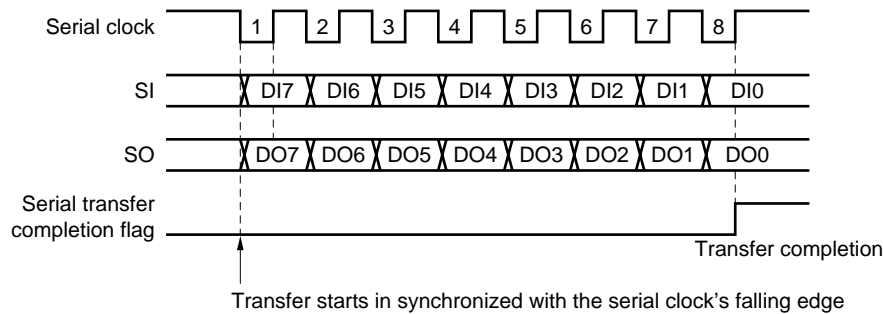 Serial clock 1 2 3 4 5 6 7 8
SI DI7 DI6 DI5 DI4 DI3 DI2 DI1 DI0
SO DO7 DO6 DO5 DO4 DO3 DO2 DO1 DO0
Serial transfer
completion flag
Transfer completion
Transfer starts in synchronized with the serial clock's falling edge